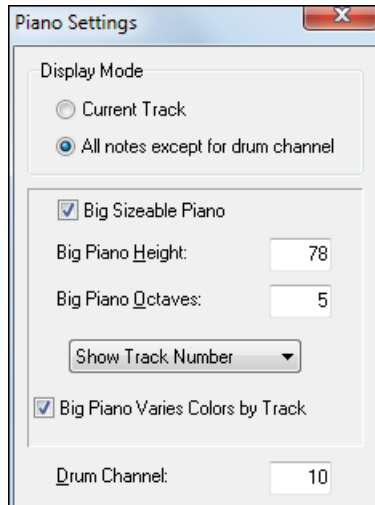 Piano Settings
Display Mode
Current Track
All notes except for drum channel
Big Sizeable Piano
Big Piano Height: 78
Big Piano Octaves: 5
Show Track Number
Big Piano Varies Colors by Track
Drum Channel: 10